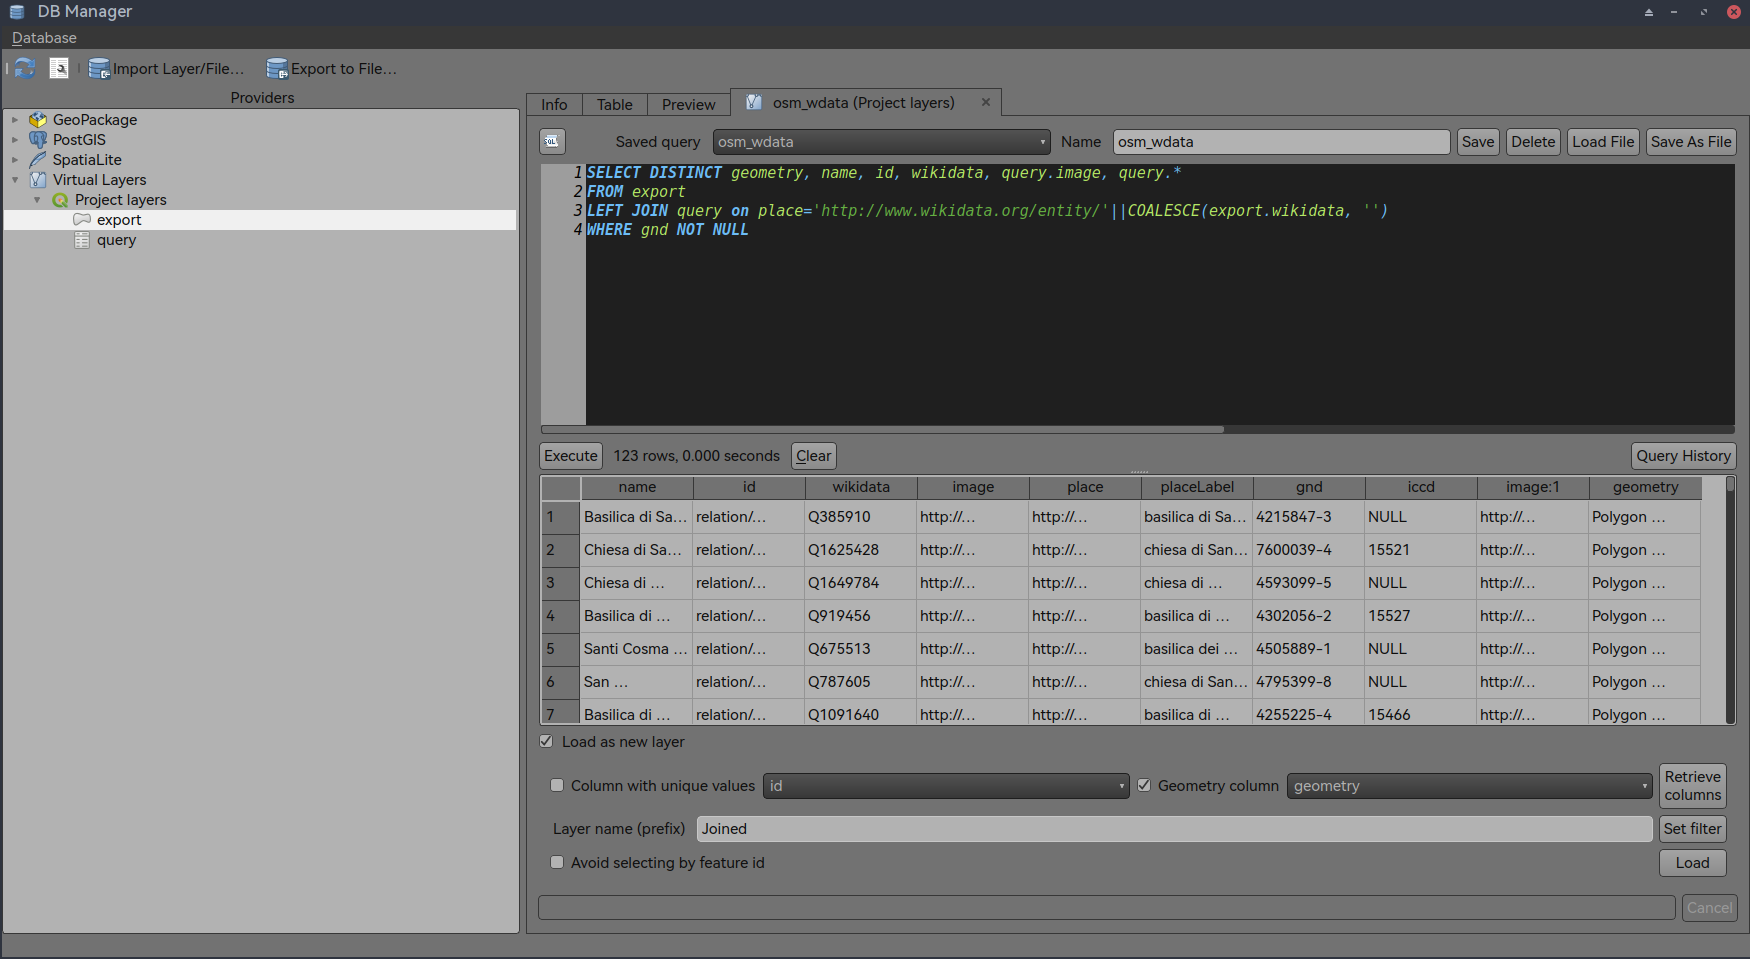 DB Manager
Database
Import Layer/File…
Export to File…
Providers
GeoPackage
PostGIS
SpatiaLite
Virtual Layers
Project layers
export
query
Info Table Preview osm_wdata (Project layers)
SQL
Saved query osm_wdata Name osm_wdata Save Delete Load File Save As File
1 SELECT DISTINCT geometry, name, id, wikidata, query.image, query.*
2 FROM export
3 LEFT JOIN query on place='http://www.wikidata.org/entity/'||COALESCE(export.wikidata, '')
4 WHERE gnd NOT NULL
Execute 123 rows, 0.000 seconds Clear Query History
name id wikidata image place placeLabel gnd iccd image:1 geometry
1 Basilica di Sa… relation/… Q385910 http://… http://… basilica di Sa… 4215847-3 NULL http://… Polygon …
2 Chiesa di Sa… relation/… Q1625428 http://… http://… chiesa di San… 7600039-4 15521 http://… Polygon …
3 Chiesa di … relation/… Q1649784 http://… http://… chiesa di … 4593099-5 NULL http://… Polygon …
4 Basilica di … relation/… Q919456 http://… http://… basilica di … 4302056-2 15527 http://… Polygon …
5 Santi Cosma … relation/… Q675513 http://… http://… basilica dei … 4505889-1 NULL http://… Polygon …
6 San … relation/… Q787605 http://… http://… chiesa di San… 4795399-8 NULL http://… Polygon …
7 Basilica di … relation/… Q1091640 http://… http://… basilica di … 4255225-4 15466 http://… Polygon …
Load as new layer
Column with unique values id Geometry column geometry Retrieve columns
Layer name (prefix) Joined Set filter
Avoid selecting by feature id Load
Cancel